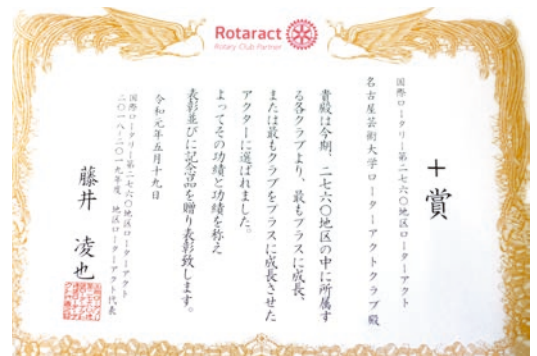 Rotaract
Rotary Club Partner
+賞
国際ロータリー第二七六〇地区ローターアクト
名古屋芸術大学ローターアクトクラブ殿
貴殿は今期、二七六〇地区の中に所属す
る各クラブより、最もプラスに成長、
または最もクラブをプラスに成長させた
アクターに選ばれました。
よってその功績と功績を称え
表彰並びに記念品を贈り表彰致します。
令和元年五月十九日
国際ロータリー第二七六〇地区ローターアクト
二〇一八〜二〇一九年度 地区ローターアクト代表
藤井 凌也